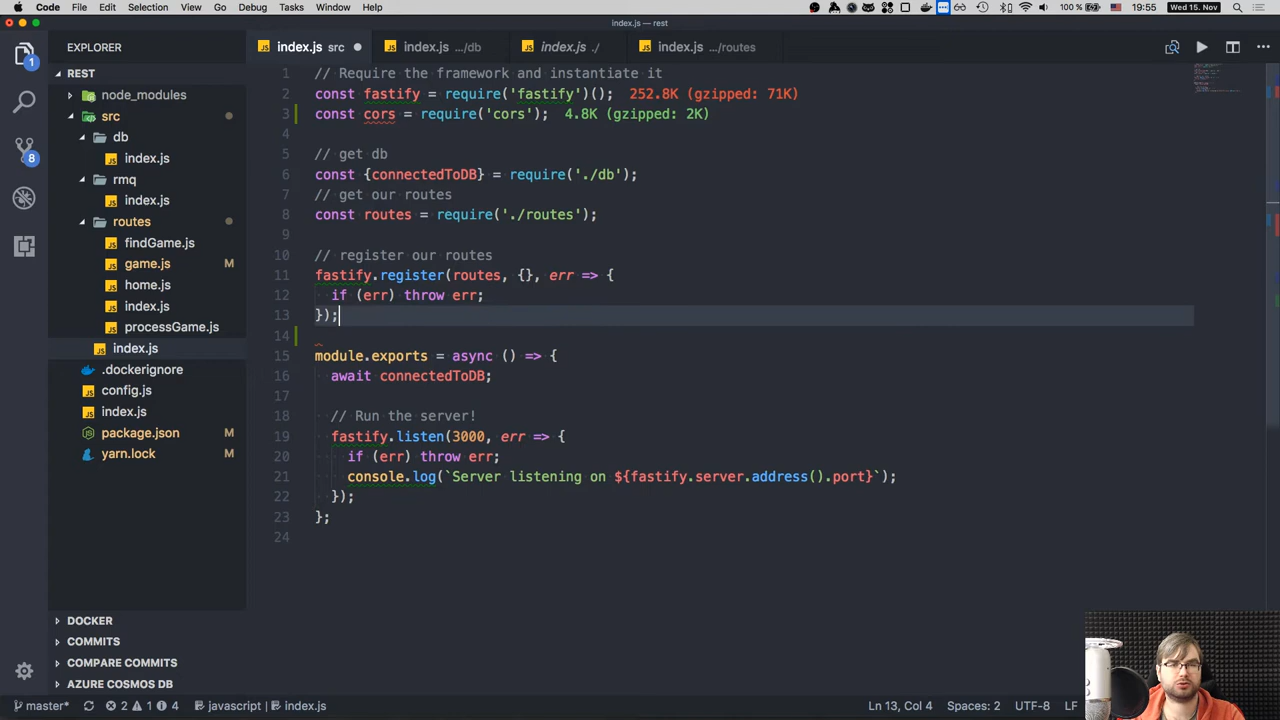 Code File Edit Selection View Go Debug Tasks Window Help 100 % 19:55 Wed 15. Nov
index.js — rest
EXPLORER
index.js src
index.js .../db
index.js ./
index.js .../routes
1
REST
node_modules
src
db
index.js
rmq
index.js
routes
findGame.js
game.js M
home.js
index.js
processGame.js
index.js
.dockerignore
config.js
index.js
package.json M
yarn.lock M
8
DOCKER
COMMITS
COMPARE COMMITS
AZURE COSMOS DB
1 // Require the framework and instantiate it
2 const fastify = require('fastify')(); 252.8K (gzipped: 71K)
3 const cors = require('cors'); 4.8K (gzipped: 2K)
4
5 // get db
6 const {connectedToDB} = require('./db');
7 // get our routes
8 const routes = require('./routes');
9
10 // register our routes
11 fastify.register(routes, {}, err => {
12 if (err) throw err;
13 });
14
15 module.exports = async () => {
16 await connectedToDB;
17
18 // Run the server!
19 fastify.listen(3000, err => {
20 if (err) throw err;
21 console.log(`Server listening on ${fastify.server.address().port}`);
22 });
23 };
24
master* 2 1 4 javascript | index.js Ln 13, Col 4 Spaces: 2 UTF-8 LF